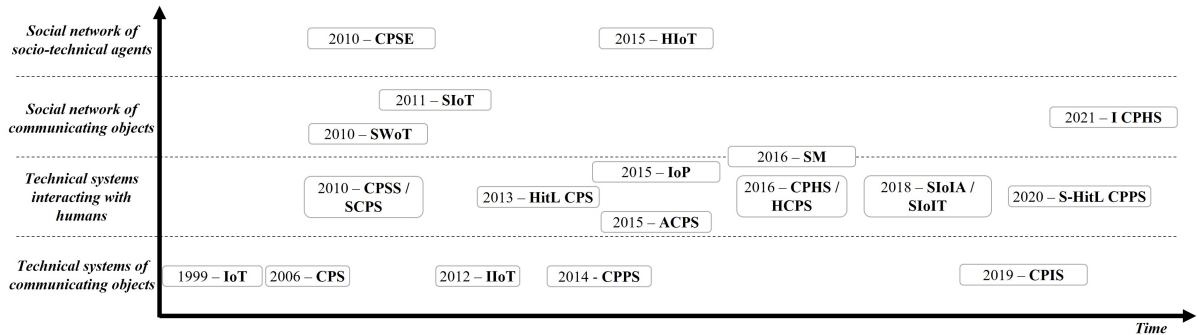 Social network of
socio-technical agents
2010 – CPSE
2015 – HIoT
Social network of
communicating objects
2011 – SIoT
2010 – SWoT
2021 – I CPHS
2016 – SM
Technical systems
interacting with
humans
2010 – CPSS /
SCPS
2013 – HitL CPS
2015 – IoP
2015 – ACPS
2016 – CPHS /
HCPS
2018 – SIoIA /
SIoIT
2020 – S-HitL CPPS
Technical systems of
communicating objects
1999 – IoT
2006 – CPS
2012 – IIoT
2014 - CPPS
2019 – CPIS
Time